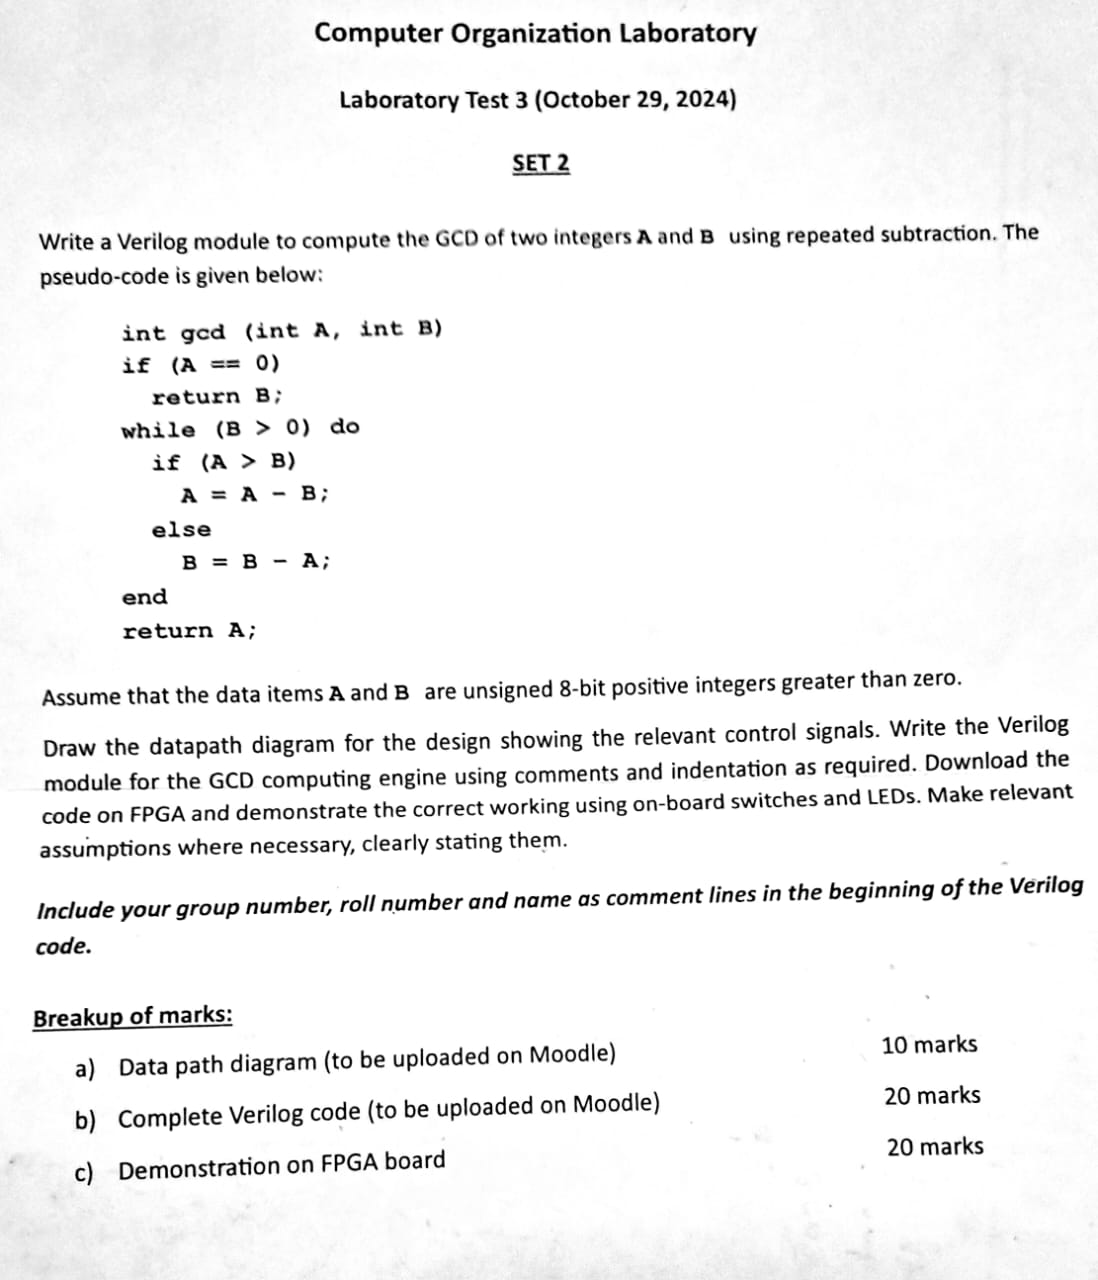 Computer Organization Laboratory
Laboratory Test 3 (October 29, 2024)
SET 2
Write a Verilog module to compute the GCD of two integers A and B using repeated subtraction. The
pseudo-code is given below:
int gcd (int A, int B)
if (A == 0)
return B;
while (B > 0) do
if (A > B)
A = A - B;
else
B = B - A;
end
return A;
Assume that the data items A and B are unsigned 8-bit positive integers greater than zero.
Draw the datapath diagram for the design showing the relevant control signals. Write the Verilog
module for the GCD computing engine using comments and indentation as required. Download the
code on FPGA and demonstrate the correct working using on-board switches and LEDs. Make relevant
assumptions where necessary, clearly stating them.
Include your group number, roll number and name as comment lines in the beginning of the Verilog
code.
Breakup of marks:
a) Data path diagram (to be uploaded on Moodle) 10 marks
b) Complete Verilog code (to be uploaded on Moodle) 20 marks
c) Demonstration on FPGA board 20 marks